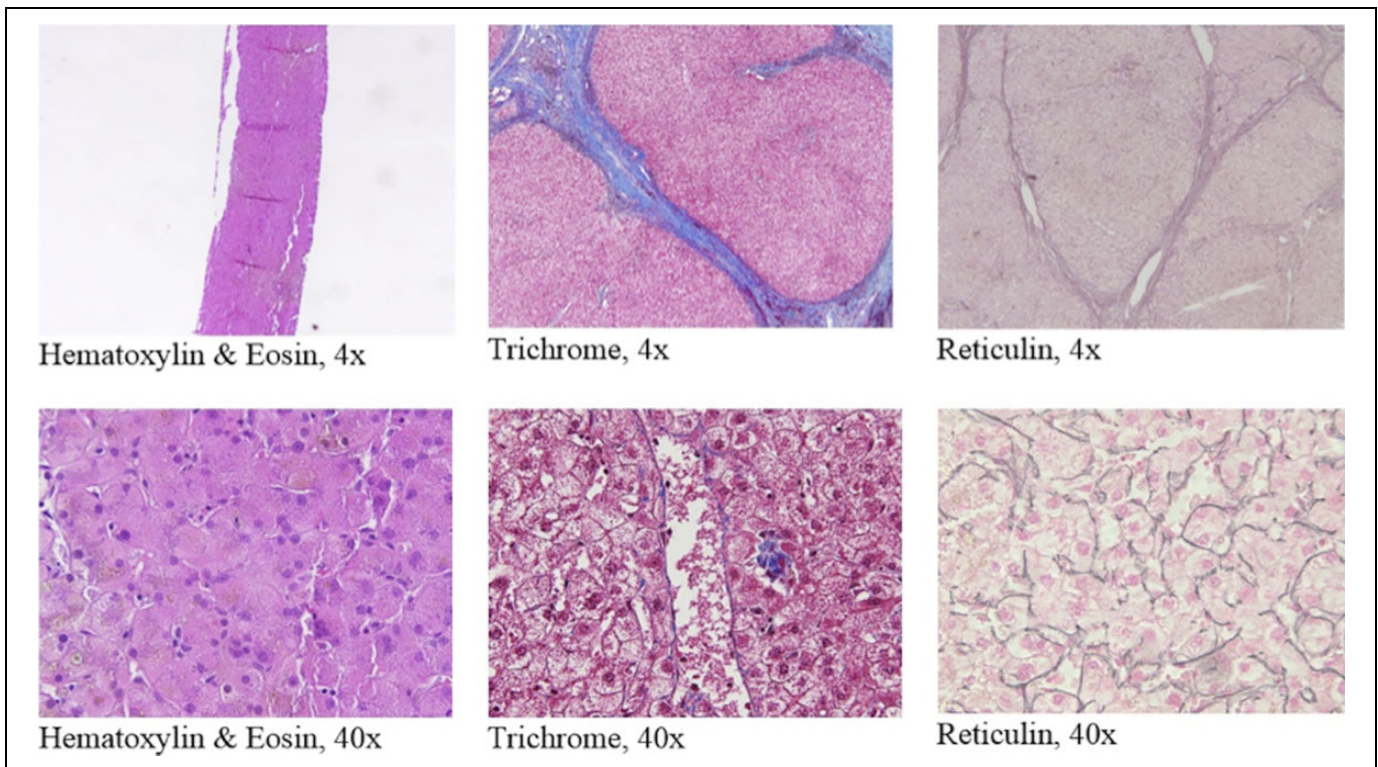 Hematoxylin & Eosin, 4x
Trichrome, 4x
Reticulin, 4x
Hematoxylin & Eosin, 40x
Trichrome, 40x
Reticulin, 40x